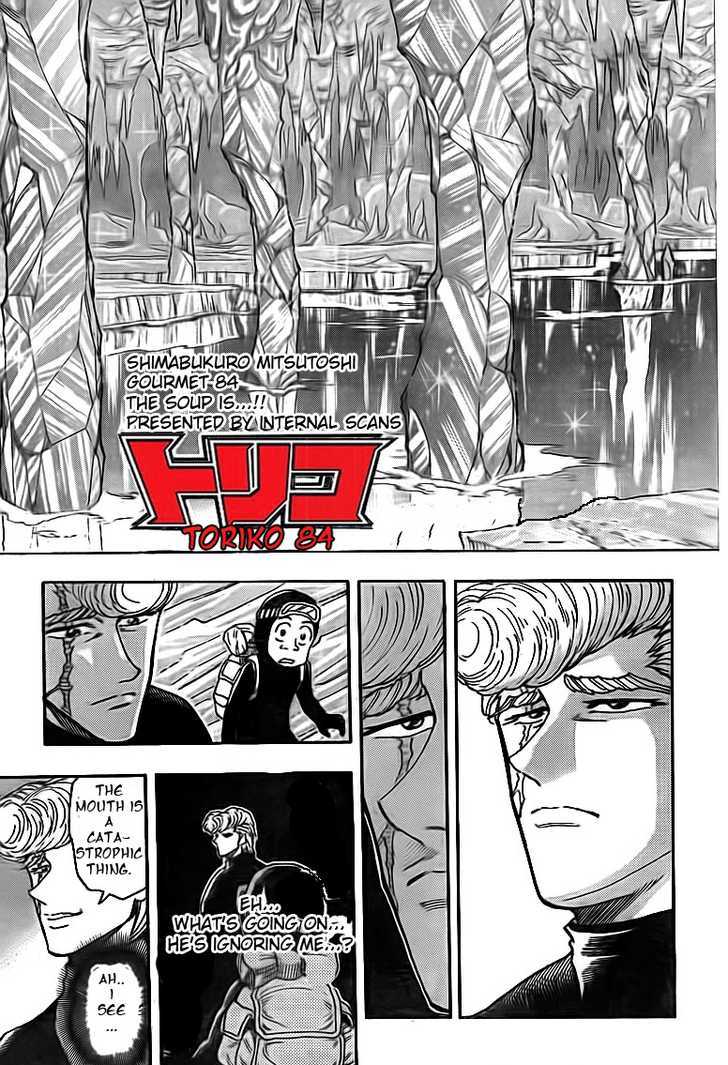 SHIMABUKURO MITSUTOSHI
GOURMET 84
THE SOUP IS...!!
PRESENTED BY INTERNAL SCANS
トリコ
TORIKO 84
EH...
WHAT'S GOING ON...
HE'S IGNORING ME...?
THE
MOUTH IS
A
CATA-
STROPHIC
THING.
AH..
I
SEE
...